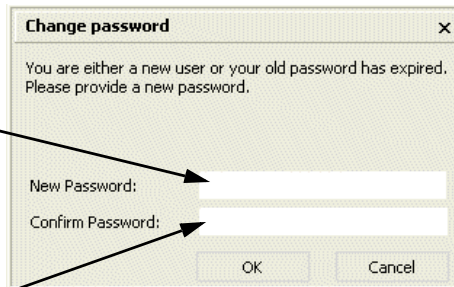 Change password x
You are either a new user or your old password has expired.
Please provide a new password.
New Password:
Confirm Password:
OK Cancel